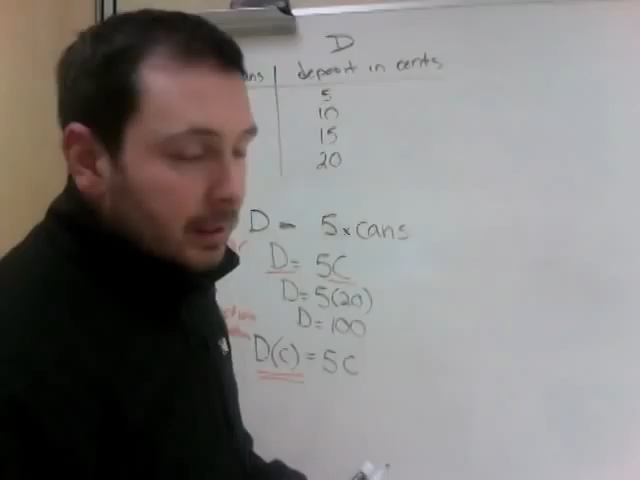 D
deposit in cents
5
10
15
20
D = 5 x cans
D = 5C
D = 5(20)
D = 100
D(c) = 5C